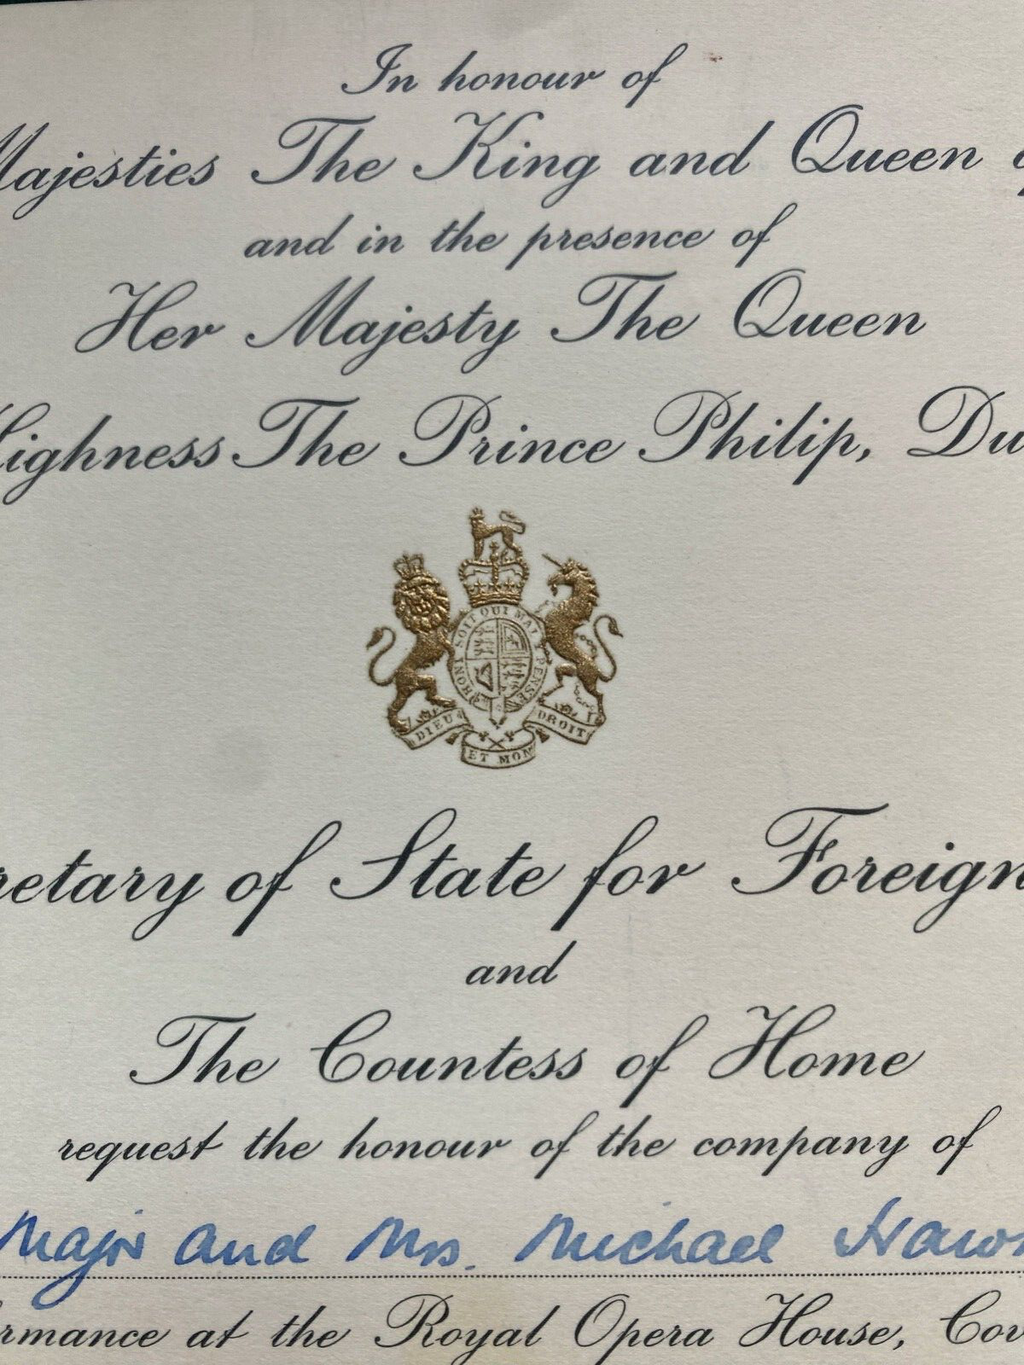 In honour of
Majesties The King and Queen
and in the presence of
Her Majesty The Queen
Highness The Prince Philip, Du
HONI SOIT QUI MAL Y PENSE
DIEU ET MON DROIT
retary of State for Foreign
and
The Countess of Home
request the honour of the company of
Major and Mrs. Michael
rmance at the Royal Opera House, Cov